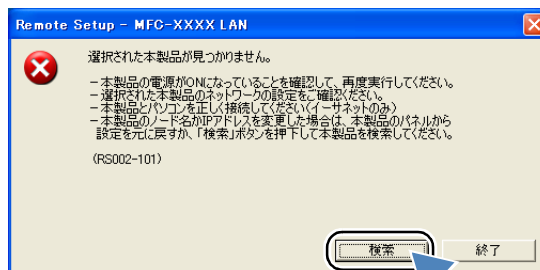 Remote Setup - MFC-XXXX LAN
選択された本製品が見つかりません。
－本製品の電源がONになっていることを確認して、再度実行してください。
－選択された本製品のネットワークの設定をご確認ください。
－本製品とパソコンを正しく接続してください(イーサネットのみ)
－本製品のノード名かIPアドレスを変更した場合は、本製品のパネルから
設定を元に戻すか、「検索」ボタンを押下して本製品を検索してください。
(RS002-101)
検索
終了